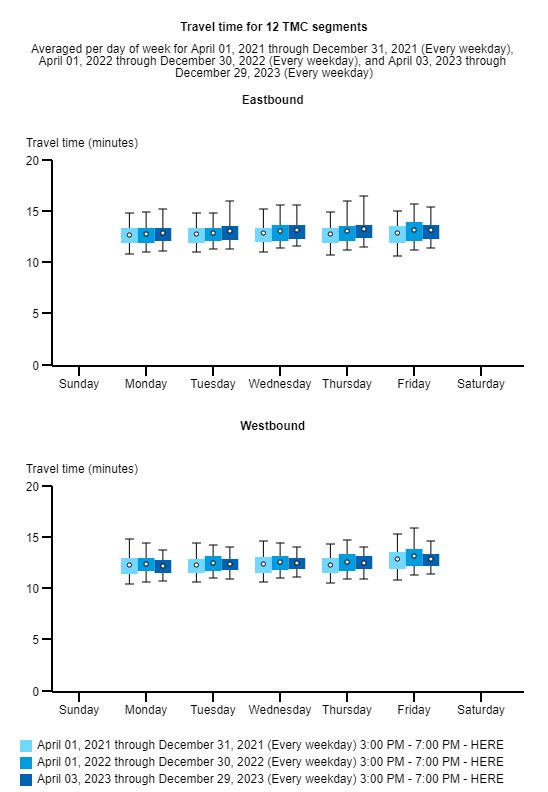 Travel time for 12 TMC segments
Averaged per day of week for April 01, 2021 through December 31, 2021 (Every weekday),
April 01, 2022 through December 30, 2022 (Every weekday), and April 03, 2023 through
December 29, 2023 (Every weekday)
Eastbound
Travel time (minutes)
20
15
10
5
0
Sunday Monday Tuesday Wednesday Thursday Friday Saturday
Westbound
Travel time (minutes)
20
15
10
5
0
Sunday Monday Tuesday Wednesday Thursday Friday Saturday
April 01, 2021 through December 31, 2021 (Every weekday) 3:00 PM - 7:00 PM - HERE
April 01, 2022 through December 30, 2022 (Every weekday) 3:00 PM - 7:00 PM - HERE
April 03, 2023 through December 29, 2023 (Every weekday) 3:00 PM - 7:00 PM - HERE